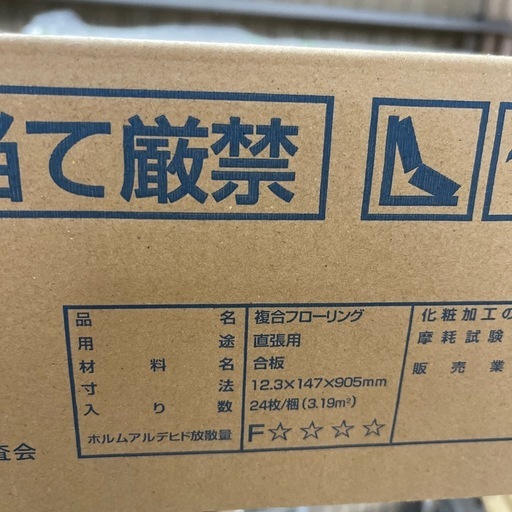 当て厳禁
品名 複合フローリング 化粧加工の
用途 直張用 摩耗試験
材料名 合板 販売業
寸法 12.3×147×905mm
入り数 24枚/梱(3.19㎡)
ホルムアルデヒド放散量 F☆☆☆☆
査会